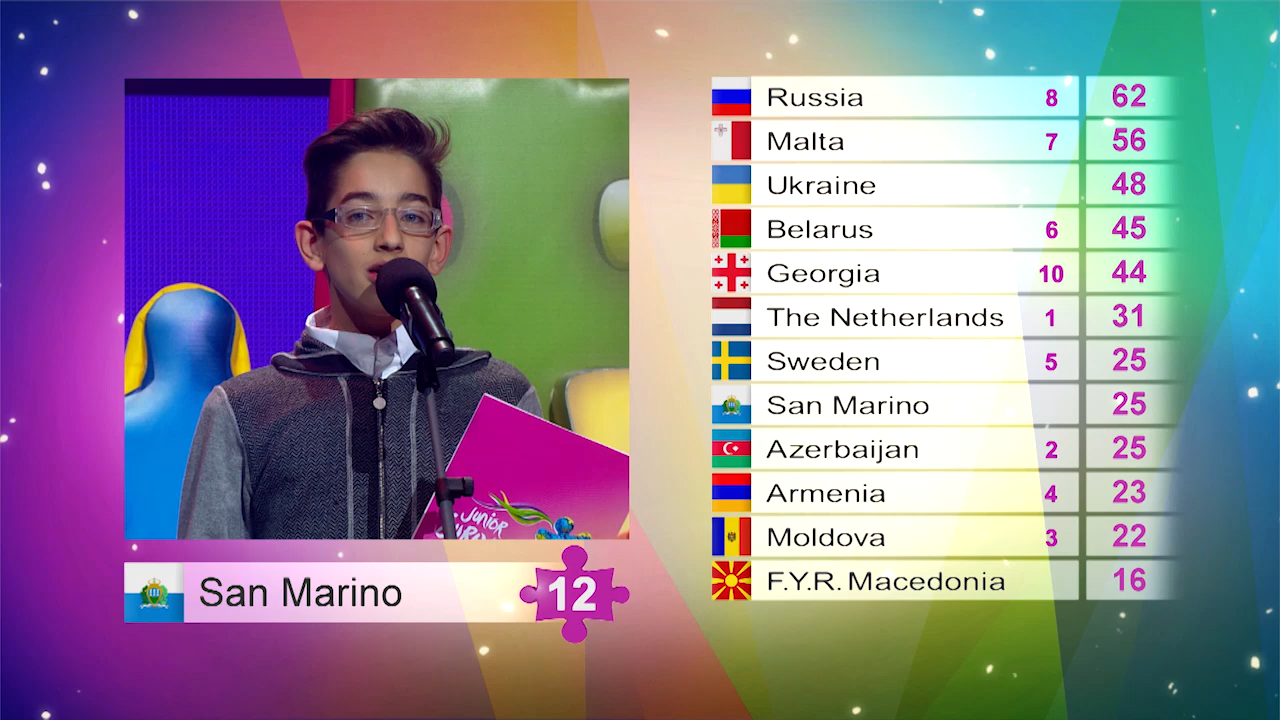 Russia 8 62
Malta 7 56
Ukraine 48
Belarus 6 45
Georgia 10 44
The Netherlands 1 31
Sweden 5 25
San Marino 25
Azerbaijan 2 25
Armenia 4 23
Moldova 3 22
F.Y.R. Macedonia 16
JUNIOR
San Marino 12